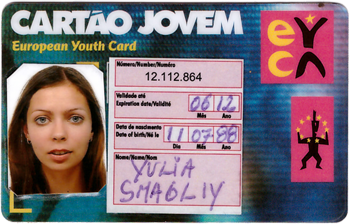 CARTÃO JOVEM
European Youth Card
eyca
Número/Number/Numéro
12.112.864
Validade até
Expiration date/Validité
06 12
Mês Ano
Data de nascimento
Date of birth/Né le
11 07 88
Dia Mês Ano
Nome/Name/Nom
YULIA
SMAGLIY